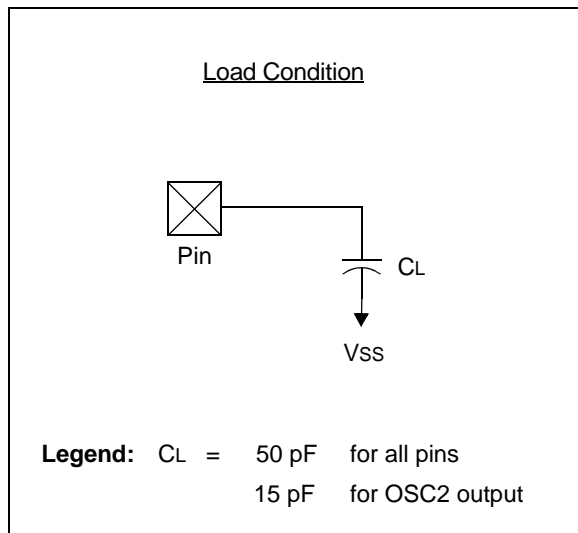 Load Condition
Pin
CL
VSS
Legend: CL = 50 pF for all pins
15 pF for OSC2 output